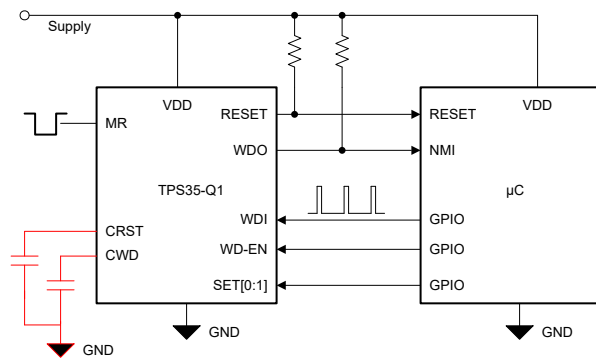 Supply
VDD
MR
RESET
WDO
TPS35-Q1
WDI
CRST
CWD
WD-EN
SET[0:1]
GND
GND
VDD
RESET
NMI
µC
GPIO
GPIO
GPIO
GND